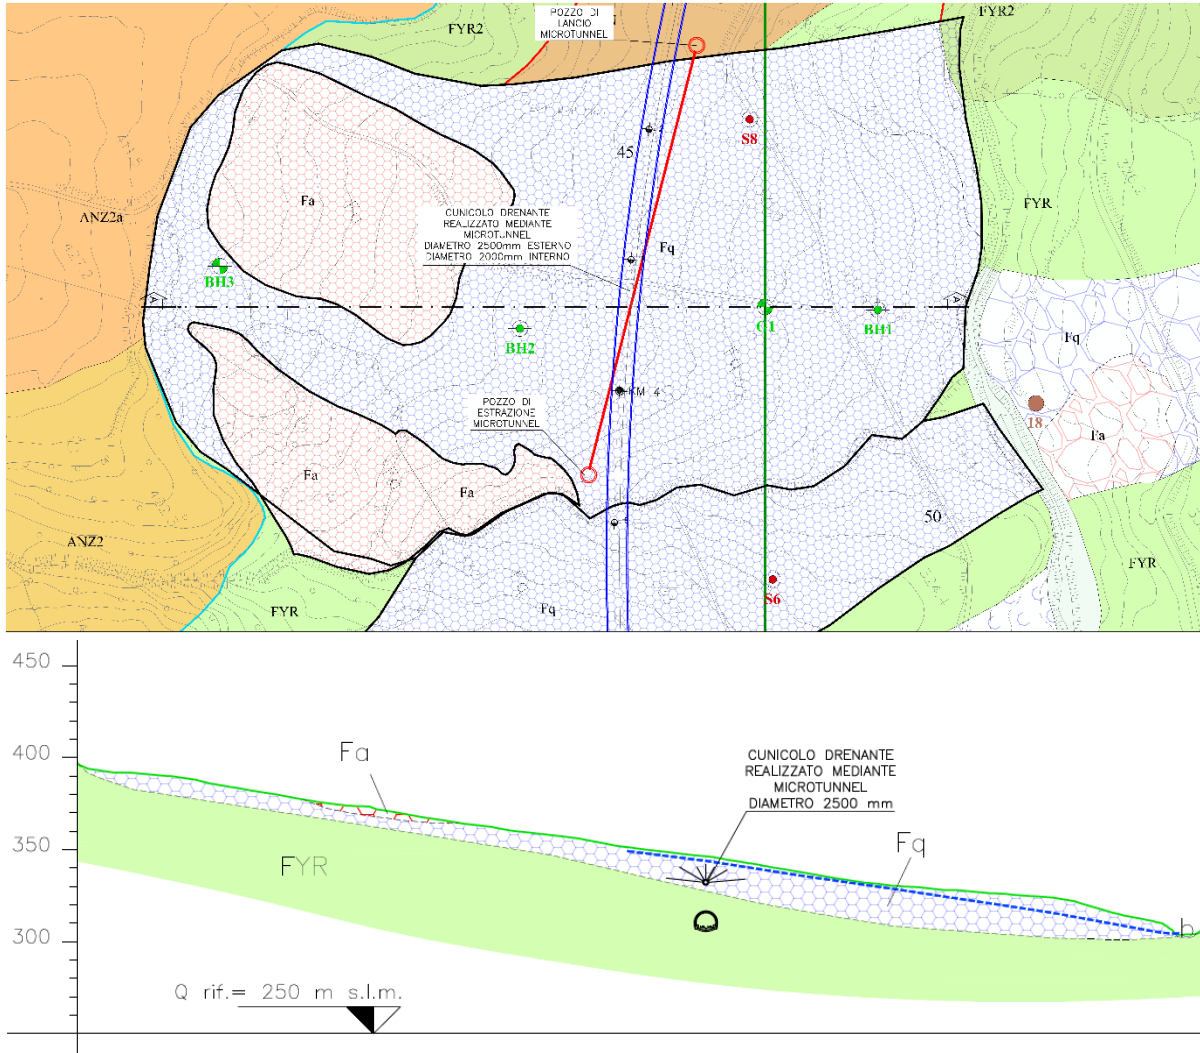 POZZO DI
LANCIO
MICROTUNNEL
FYR2
FYR2
S8
45
Fa
ANZ2a
FYR
CUNICOLO DRENANTE
REALIZZATO MEDIANTE
MICROTUNNEL
DIAMETRO 2500mm ESTERNO
DIAMETRO 2000mm INTERNO
Fq
BH3
A
A
BH1
BH2
Fq
KM 4
POZZO DI
ESTRAZIONE
MICROTUNNEL
18
Fa
Fa
Fa
50
ANZ2
FYR
S6
FYR
Fq
450
400
350
300
Fa
CUNICOLO DRENANTE
REALIZZATO MEDIANTE
MICROTUNNEL
DIAMETRO 2500 mm
Fq
FYR
b
Q rif.= 250 m s.l.m.